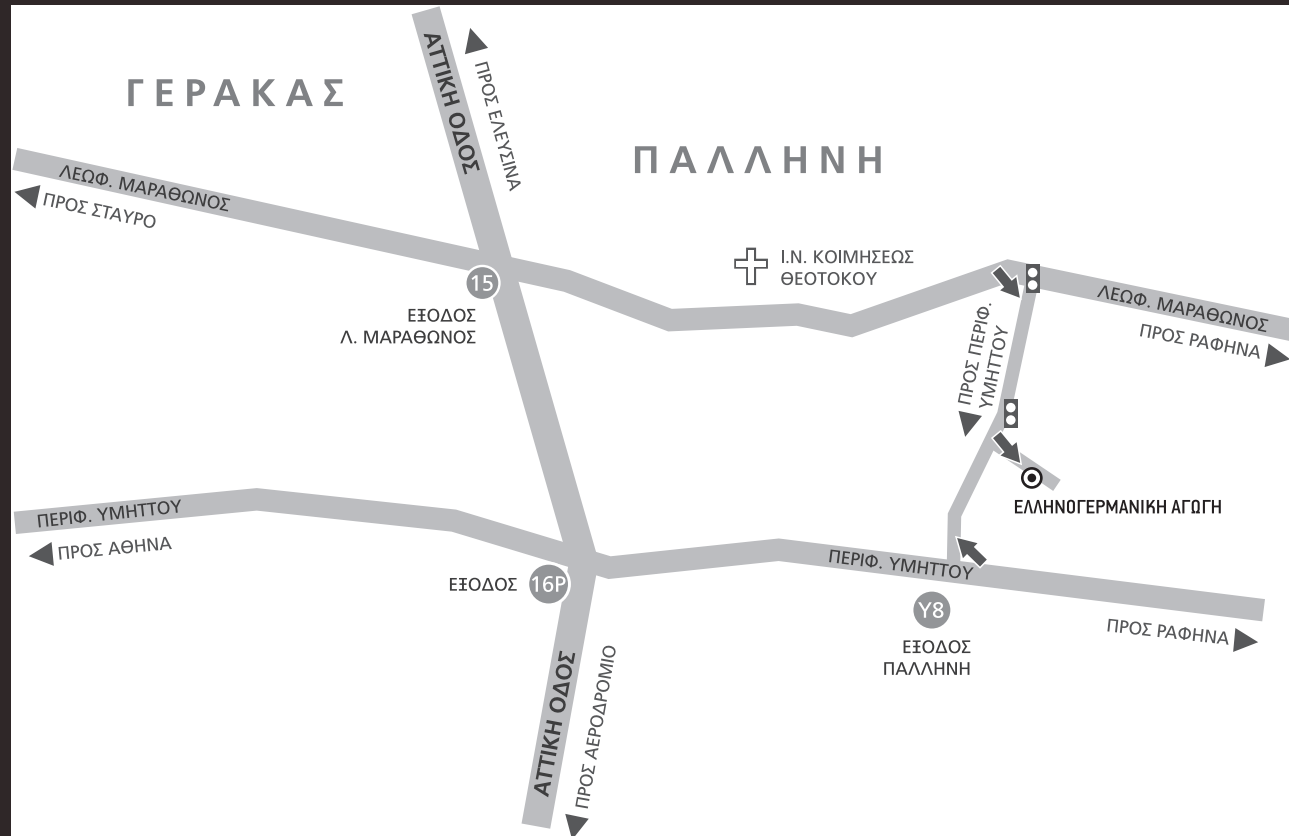 ΓΕΡΑΚΑΣ
ΑΤΤΙΚΗ ΟΔΟΣ
ΠΡΟΣ ΕΛΕΥΣΙΝΑ
ΠΑΛΛΗΝΗ
ΛΕΩΦ. ΜΑΡΑΘΩΝΟΣ
ΠΡΟΣ ΣΤΑΥΡΟ
Ι.Ν. ΚΟΙΜΗΣΕΩΣ
ΘΕΟΤΟΚΟΥ
15
ΕΞΟΔΟΣ
Λ. ΜΑΡΑΘΩΝΟΣ
ΛΕΩΦ. ΜΑΡΑΘΩΝΟΣ
ΠΡΟΣ ΡΑΦΗΝΑ
ΠΡΟΣ ΠΕΡΙΦ.
ΥΜΗΤΤΟΥ
ΕΛΛΗΝΟΓΕΡΜΑΝΙΚΗ ΑΓΩΓΗ
ΠΕΡΙΦ. ΥΜΗΤΤΟΥ
ΠΡΟΣ ΑΘΗΝΑ
ΕΞΟΔΟΣ 16P
ΠΕΡΙΦ. ΥΜΗΤΤΟΥ
Y8
ΕΞΟΔΟΣ
ΠΑΛΛΗΝΗ
ΠΡΟΣ ΡΑΦΗΝΑ
ΑΤΤΙΚΗ ΟΔΟΣ
ΠΡΟΣ ΑΕΡΟΔΡΟΜΙΟ